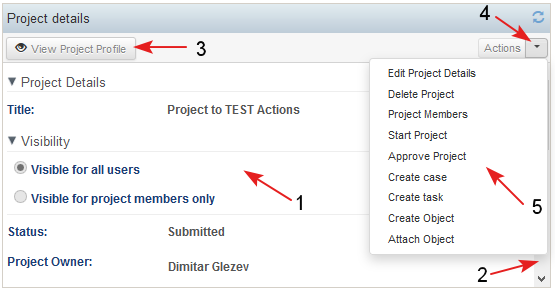 Project details
4
View Project Profile
3
Actions
Project Details
Title: Project to TEST Actions
Visibility
Visible for all users
Visible for project members only
1
Status: Submitted
Project Owner: Dimitar Glezev
Edit Project Details
Delete Project
Project Members
Start Project
Approve Project
Create case
Create task
Create Object
Attach Object
5
2